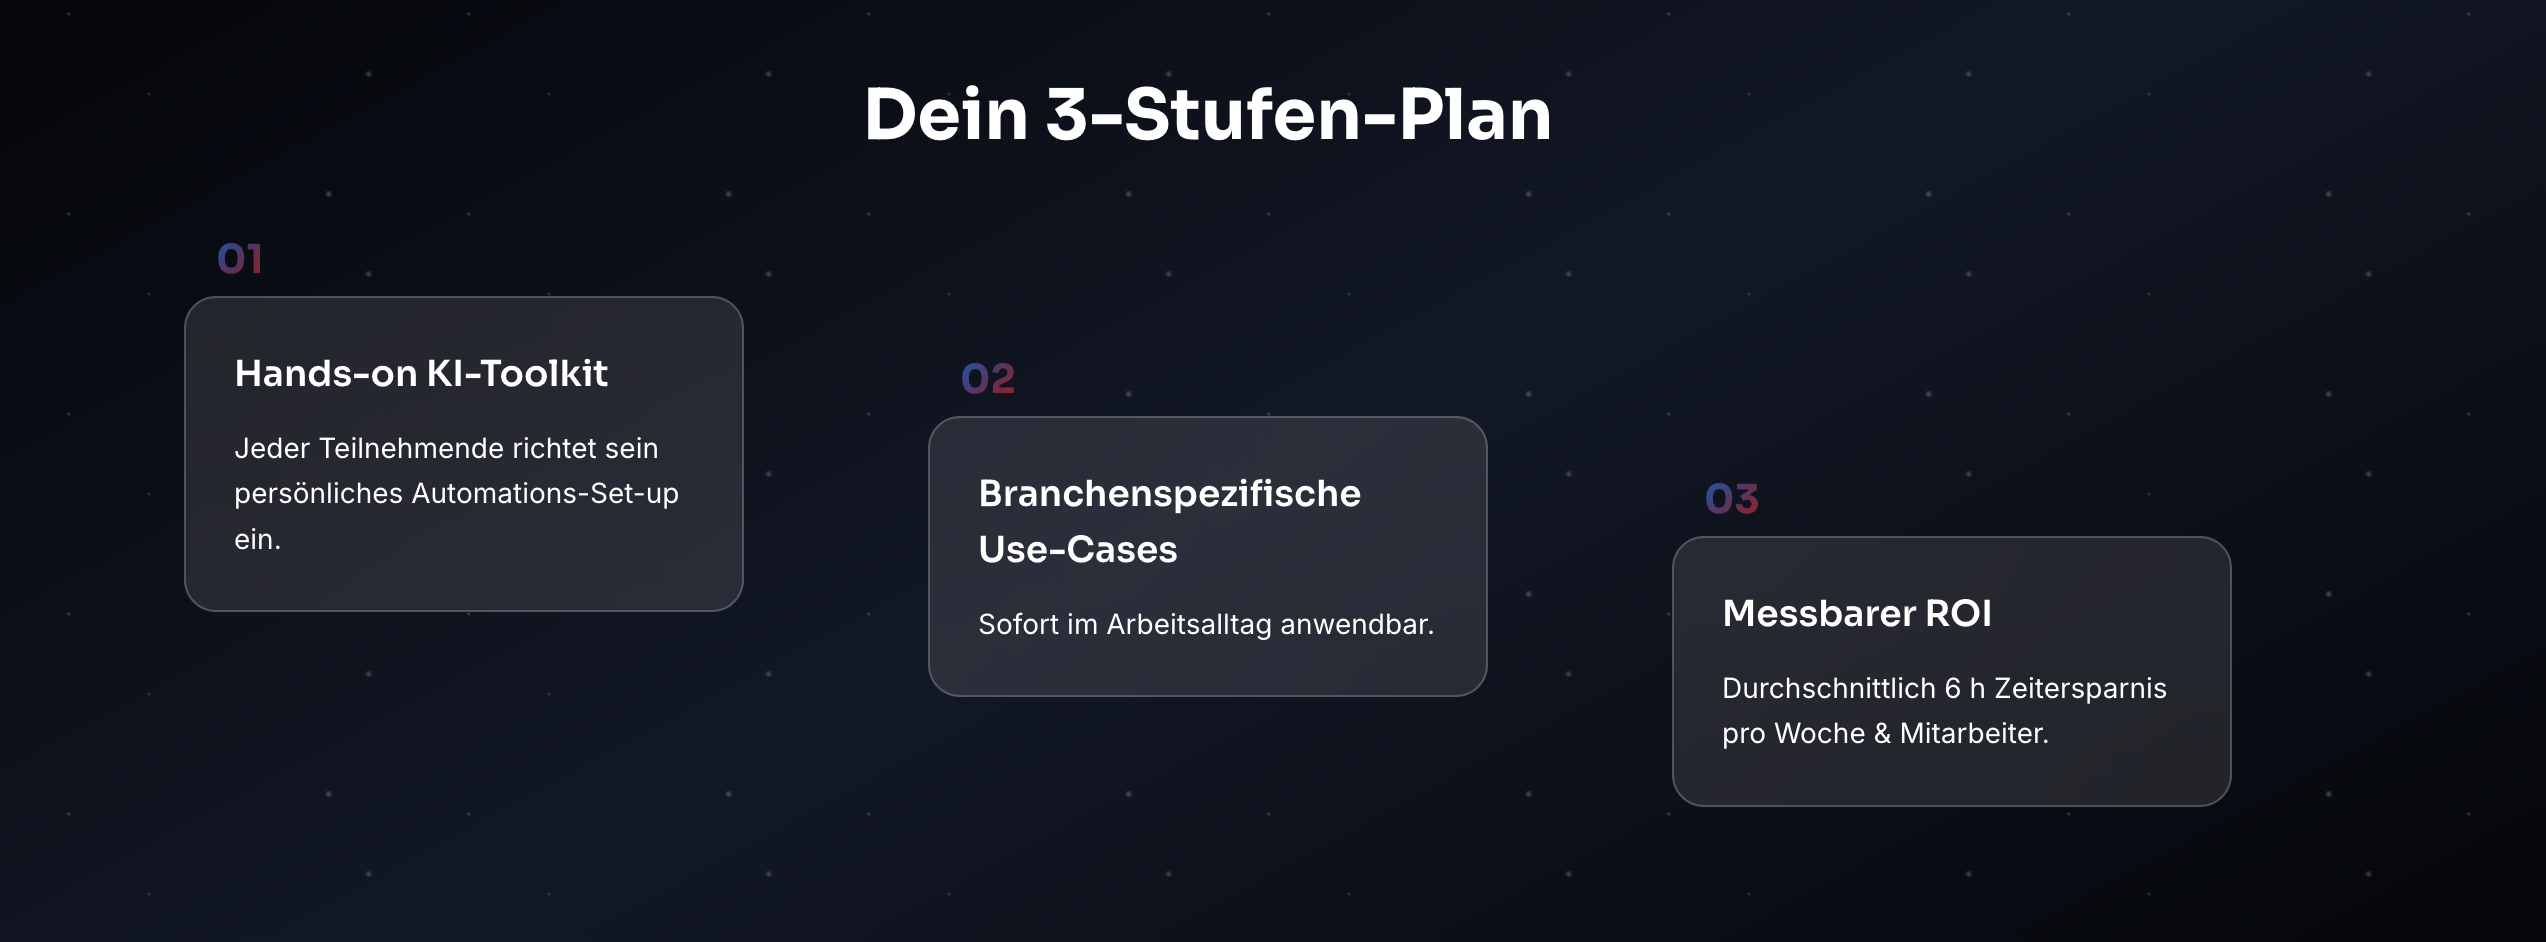 Dein 3-Stufen-Plan
01
Hands-on KI-Toolkit
Jeder Teilnehmende richtet sein
persönliches Automations-Set-up
ein.
02
Branchenspezifische
Use-Cases
Sofort im Arbeitsalltag anwendbar.
03
Messbarer ROI
Durchschnittlich 6 h Zeitersparnis
pro Woche & Mitarbeiter.